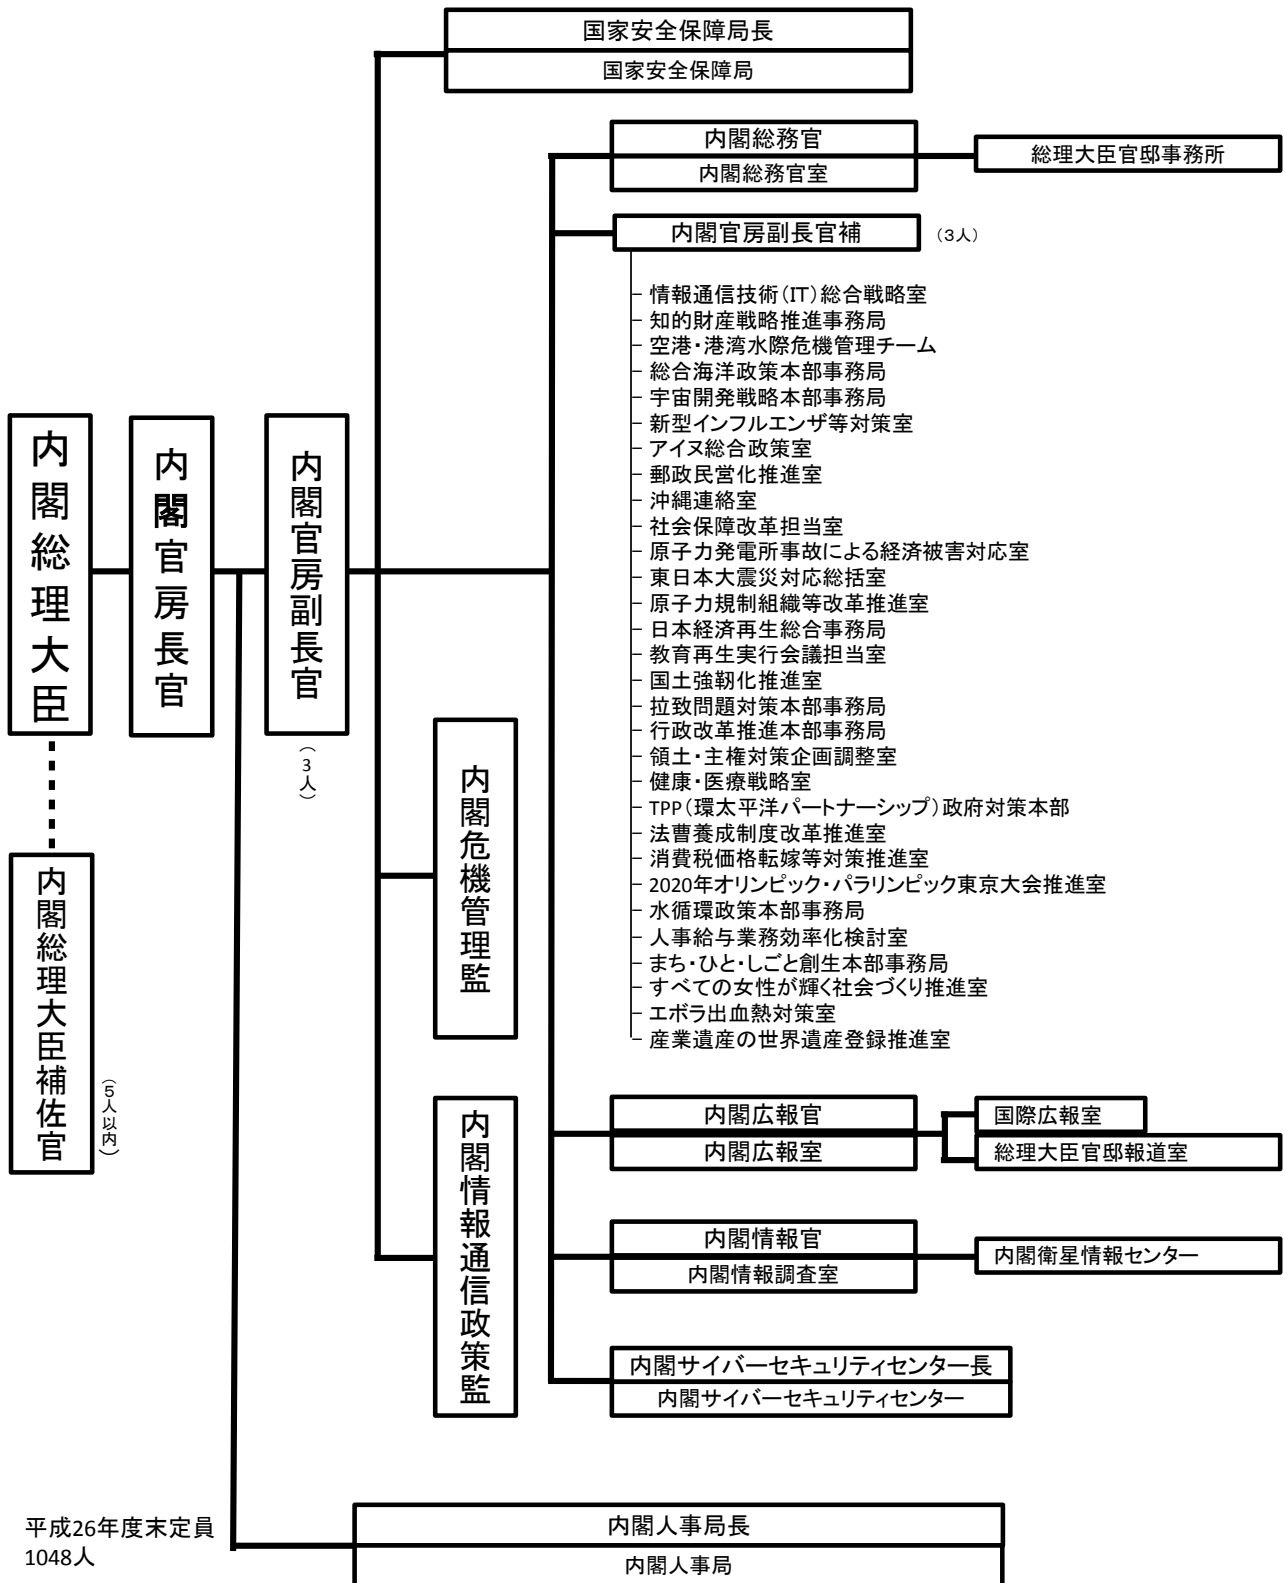 国家安全保障局長
国家安全保障局
内閣総務官
内閣総務官室
総理大臣官邸事務所
内閣官房副長官補
（3人）
情報通信技術（IT）総合戦略室
知的財産戦略推進事務局
空港・港湾水際危機管理チーム
総合海洋政策本部事務局
宇宙開発戦略本部事務局
新型インフルエンザ等対策室
アイヌ総合政策室
郵政民営化推進室
沖縄連絡室
社会保障改革担当室
原子力発電所事故による経済被害対応室
東日本大震災対応総括室
原子力規制組織等改革推進室
日本経済再生総合事務局
教育再生実行会議担当室
国土強靭化推進室
拉致問題対策本部事務局
行政改革推進本部事務局
領土・主権対策企画調整室
健康・医療戦略室
TPP（環太平洋パートナーシップ）政府対策本部
法曹養成制度改革推進室
消費税価格転嫁等対策推進室
2020年オリンピック・パラリンピック東京大会推進室
水循環政策本部事務局
人事給与業務効率化検討室
まち・ひと・しごと創生本部事務局
すべての女性が輝く社会づくり推進室
エボラ出血熱対策室
産業遺産の世界遺産登録推進室
内閣総理大臣
内閣官房長官
内閣官房副長官
（3人）
内閣総理大臣補佐官
（5人以内）
内閣危機管理監
内閣情報通信政策監
内閣広報官
内閣広報室
国際広報室
総理大臣官邸報道室
内閣情報官
内閣情報調査室
内閣衛星情報センター
内閣サイバーセキュリティセンター長
内閣サイバーセキュリティセンター
内閣人事局長
内閣人事局
平成26年度末定員
1048人